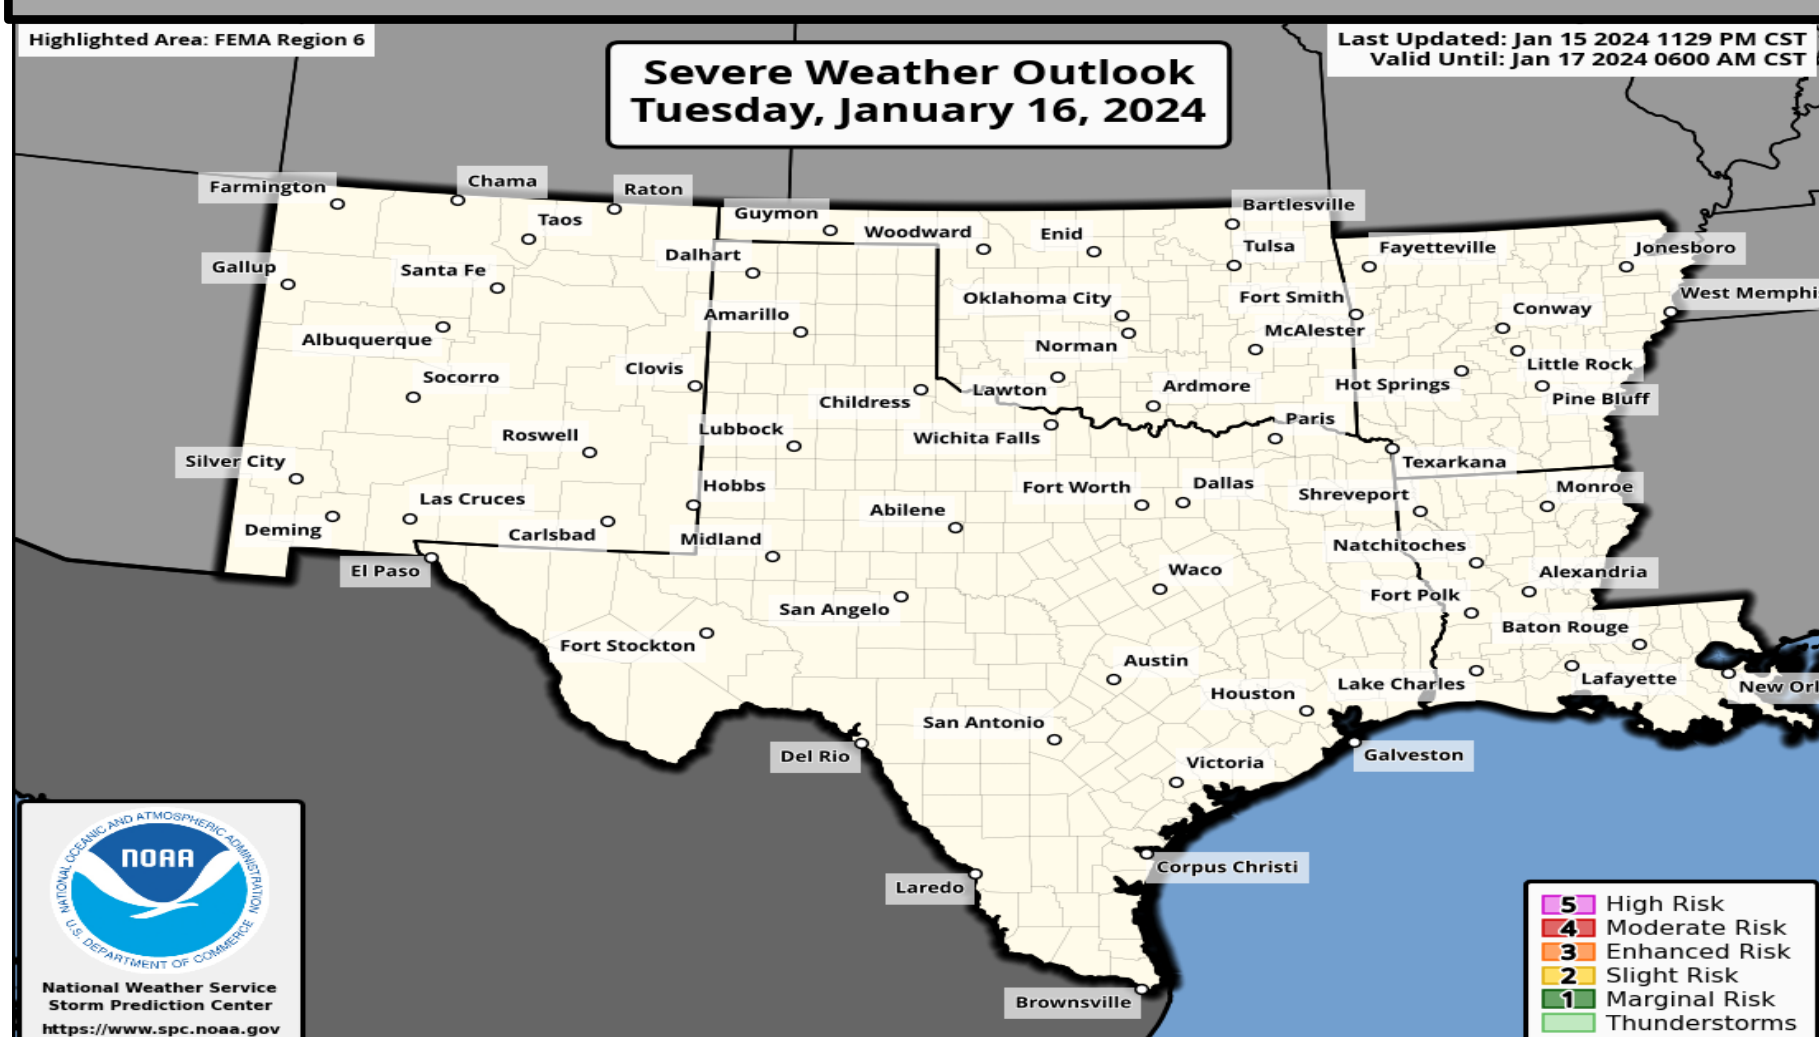 Highlighted Area: FEMA Region 6
Last Updated: Jan 15 2024 1129 PM CST
Valid Until: Jan 17 2024 0600 AM CST
Severe Weather Outlook
Tuesday, January 16, 2024
Farmington
Chama
Raton
Taos
Guymon
Woodward
Enid
Bartlesville
Tulsa
Fayetteville
Jonesboro
Gallup
Santa Fe
Dalhart
Oklahoma City
Fort Smith
West Memphi
Albuquerque
Amarillo
Norman
McAlester
Conway
Socorro
Clovis
Childress
Lawton
Ardmore
Hot Springs
Little Rock
Pine Bluff
Roswell
Lubbock
Wichita Falls
Paris
Silver City
Texarkana
Las Cruces
Hobbs
Abilene
Fort Worth
Dallas
Shreveport
Monroe
Deming
Carlsbad
Midland
Natchitoches
El Paso
Waco
Alexandria
San Angelo
Fort Polk
Fort Stockton
Baton Rouge
Austin
Houston
Lake Charles
Lafayette
New Orl
San Antonio
Del Rio
Victoria
Galveston
Laredo
Corpus Christi
Brownsville
NATIONAL OCEANIC AND ATMOSPHERIC ADMINISTRATION
NOAA
U.S. DEPARTMENT OF COMMERCE
National Weather Service
Storm Prediction Center
https://www.spc.noaa.gov
5 High Risk
4 Moderate Risk
3 Enhanced Risk
2 Slight Risk
1 Marginal Risk
Thunderstorms